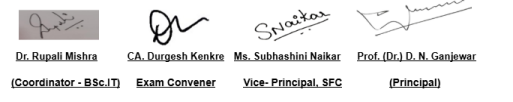 SNaikar
Dr. Rupali Mishra CA. Durgesh Kenkre Ms. Subhashini Naikar Prof. (Dr.) D. N. Ganjewar
(Coordinator - BSc.IT) Exam Convener Vice- Principal, SFC (Principal)